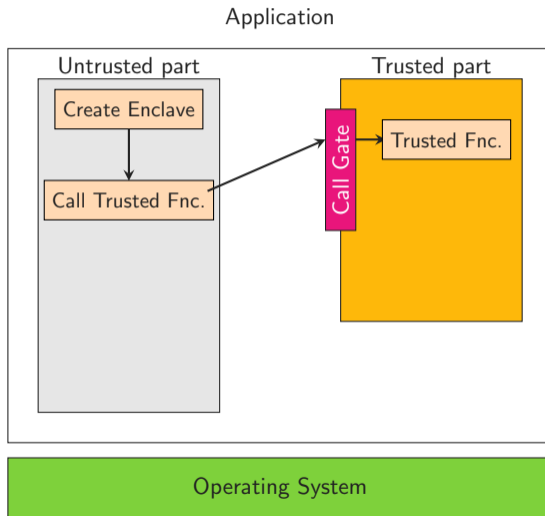 Application
Untrusted part
Trusted part
Create Enclave
Call Trusted Fnc.
Call Gate
Trusted Fnc.
Operating System